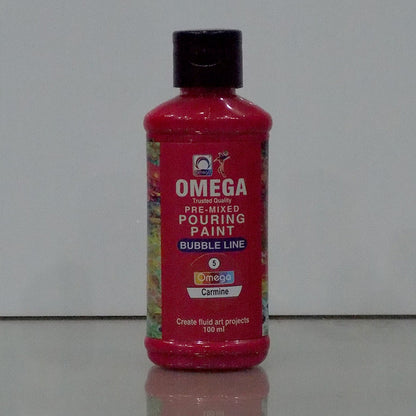 OMEGA
Trusted Quality
PRE-MIXED
POURING
PAINT
BUBBLE LINE
5
Omega
Carmine
Create fluid art projects
100 ml